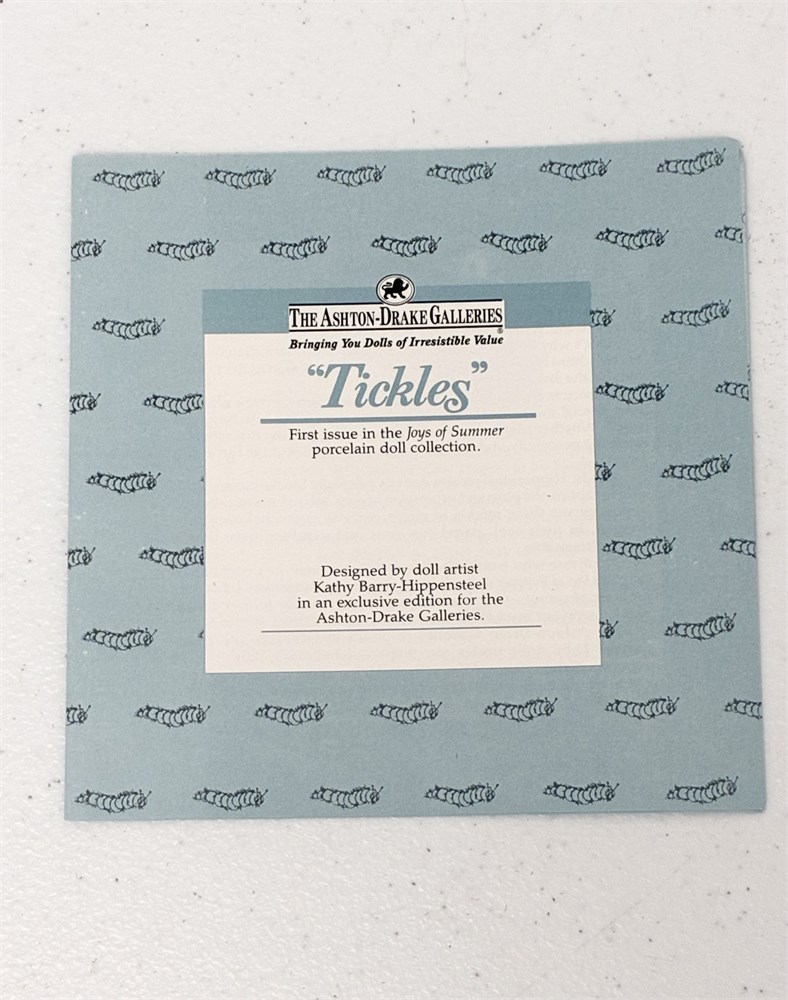 THE ASHTON-DRAKE GALLERIES®
Bringing You Dolls of Irresistible Value
“Tickles”
First issue in the Joys of Summer
porcelain doll collection.
Designed by doll artist
Kathy Barry-Hippensteel
in an exclusive edition for the
Ashton-Drake Galleries.